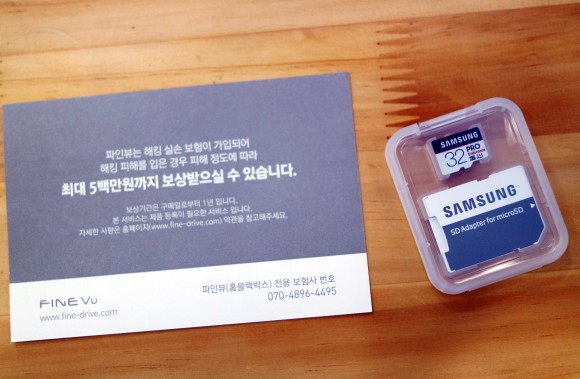 파인뷰는 해킹 실손 보험이 가입되어
해킹 피해를 입은 경우 피해 정도에 따라
최대 5백만원까지 보상받으실 수 있습니다.
보상기간은 구매일로부터 1년 입니다.
본 서비스는 제품 등록이 필요한 서비스 입니다.
자세한 사항은 홈페이지(www.fine-drive.com) 약관을 참고해주세요.
FINE Vu
www.fine-drive.com
파인뷰(홈블랙박스) 전용 보험사 번호
070-4896-4495
SAMSUNG
32 PRO
SAMSUNG
SD Adapter for microSD